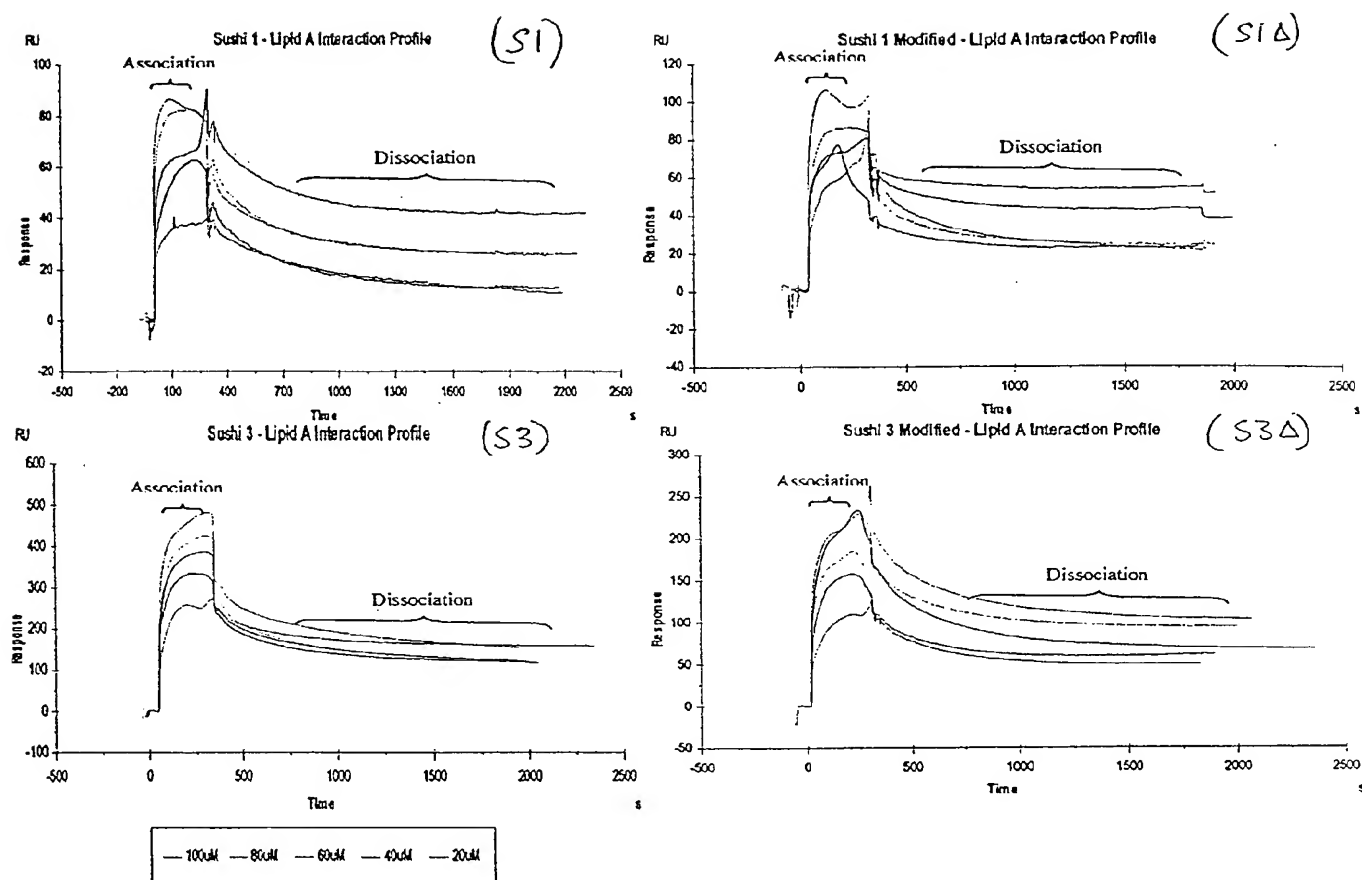 RU
Sushi 1 - Lipid A Interaction Profile
(S1)
Association
Dissociation
Response
100
80
60
40
20
0
-20
-500 -200 100 400 700 1000 1300 1600 1900 2200 2500
Time
s
RU
Sushi 1 Modified - Lipid A Interaction Profile
(S1Δ)
Association
Dissociation
Response
120
100
80
60
40
20
0
-20
-40
-500 0 500 1000 1500 2000 2500
Time
s
RU
Sushi 3 - Lipid A Interaction Profile
(S3)
Association
Dissociation
Response
600
500
400
300
200
100
0
-100
-500 0 500 1000 1500 2000 2500
Time
s
RU
Sushi 3 Modified - Lipid A Interaction Profile
(S3Δ)
Association
Dissociation
Response
300
250
200
150
100
50
0
-50
-500 0 500 1000 1500 2000 2500
Time
s
100uM 80uM 60uM 40uM 20uM